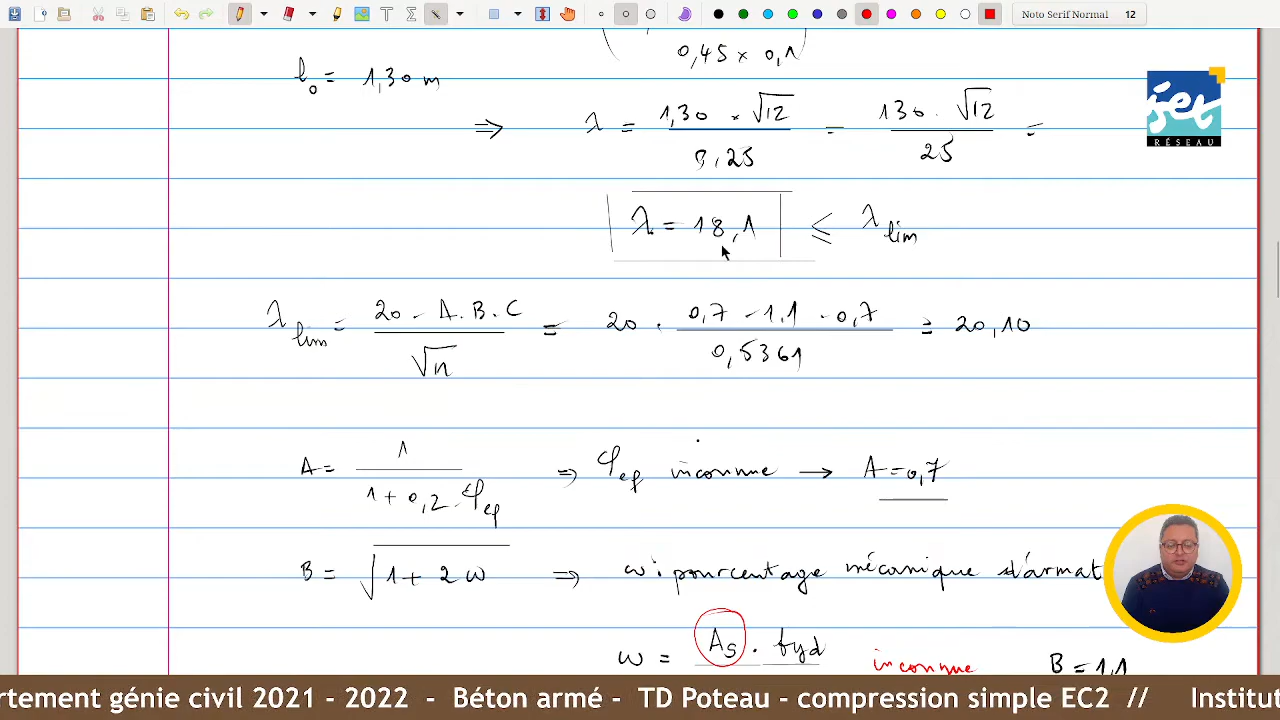 Noto Serif Normal 12
0,45 x 0,1
l0 = 1,30 m
⇒ λ = 1,30 . √12 / 0,25 = 130 . √12 / 25 =
λ = 18,1 ≤ λlim
λlim = 20 . A.B.C / √n = 20 . 0,7 . 1,1 . 0,7 / 0,5361 = 20,10
A = 1 / 1+0,2.φef ⇒ φef inconnue → A = 0,7
B = √1+2ω ⇒ ω: pourcentage mécanique d'armat
ω = As . fyd inconnue B = 1,1
jet
RÉSEAU
rtement génie civil 2021 - 2022 - Béton armé - TD Poteau - compression simple EC2 // Institut